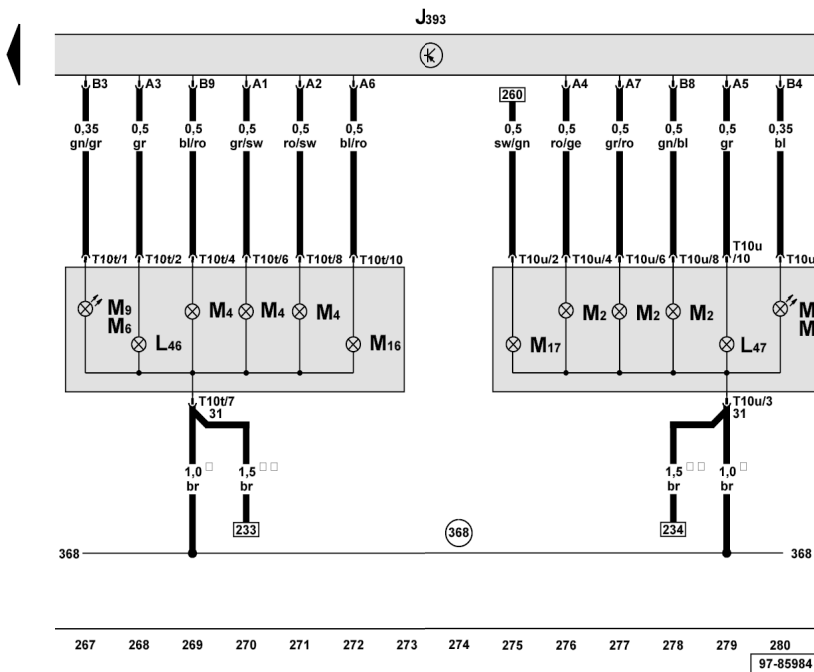 J393
B3 A3 B9 A1 A2 A6 A4 A7 B8 A5 B4
260
0,35 0,5 0,5 0,5 0,5 0,5 0,5 0,5 0,5 0,5 0,5 0,35
gn/gr gr bl/ro gr/sw ro/sw bl/ro sw/gn ro/ge gr/ro gn/bl gr bl
T10u
T10t/1 T10t/2 T10t/4 T10t/6 T10t/8 T10t/10 T10u/2 T10u/4 T10u/6 T10u/8 /10 T10u
M9 M4 M4 M4 M2 M2 M2 M
M6 L46 M16 M17 L47 M
T10t/7 T10u/3
31 31
1,0 1,5 1,5 1,0
br br br br
233 368 234
368 368
267 268 269 270 271 272 273 274 275 276 277 278 279 280
97-85984